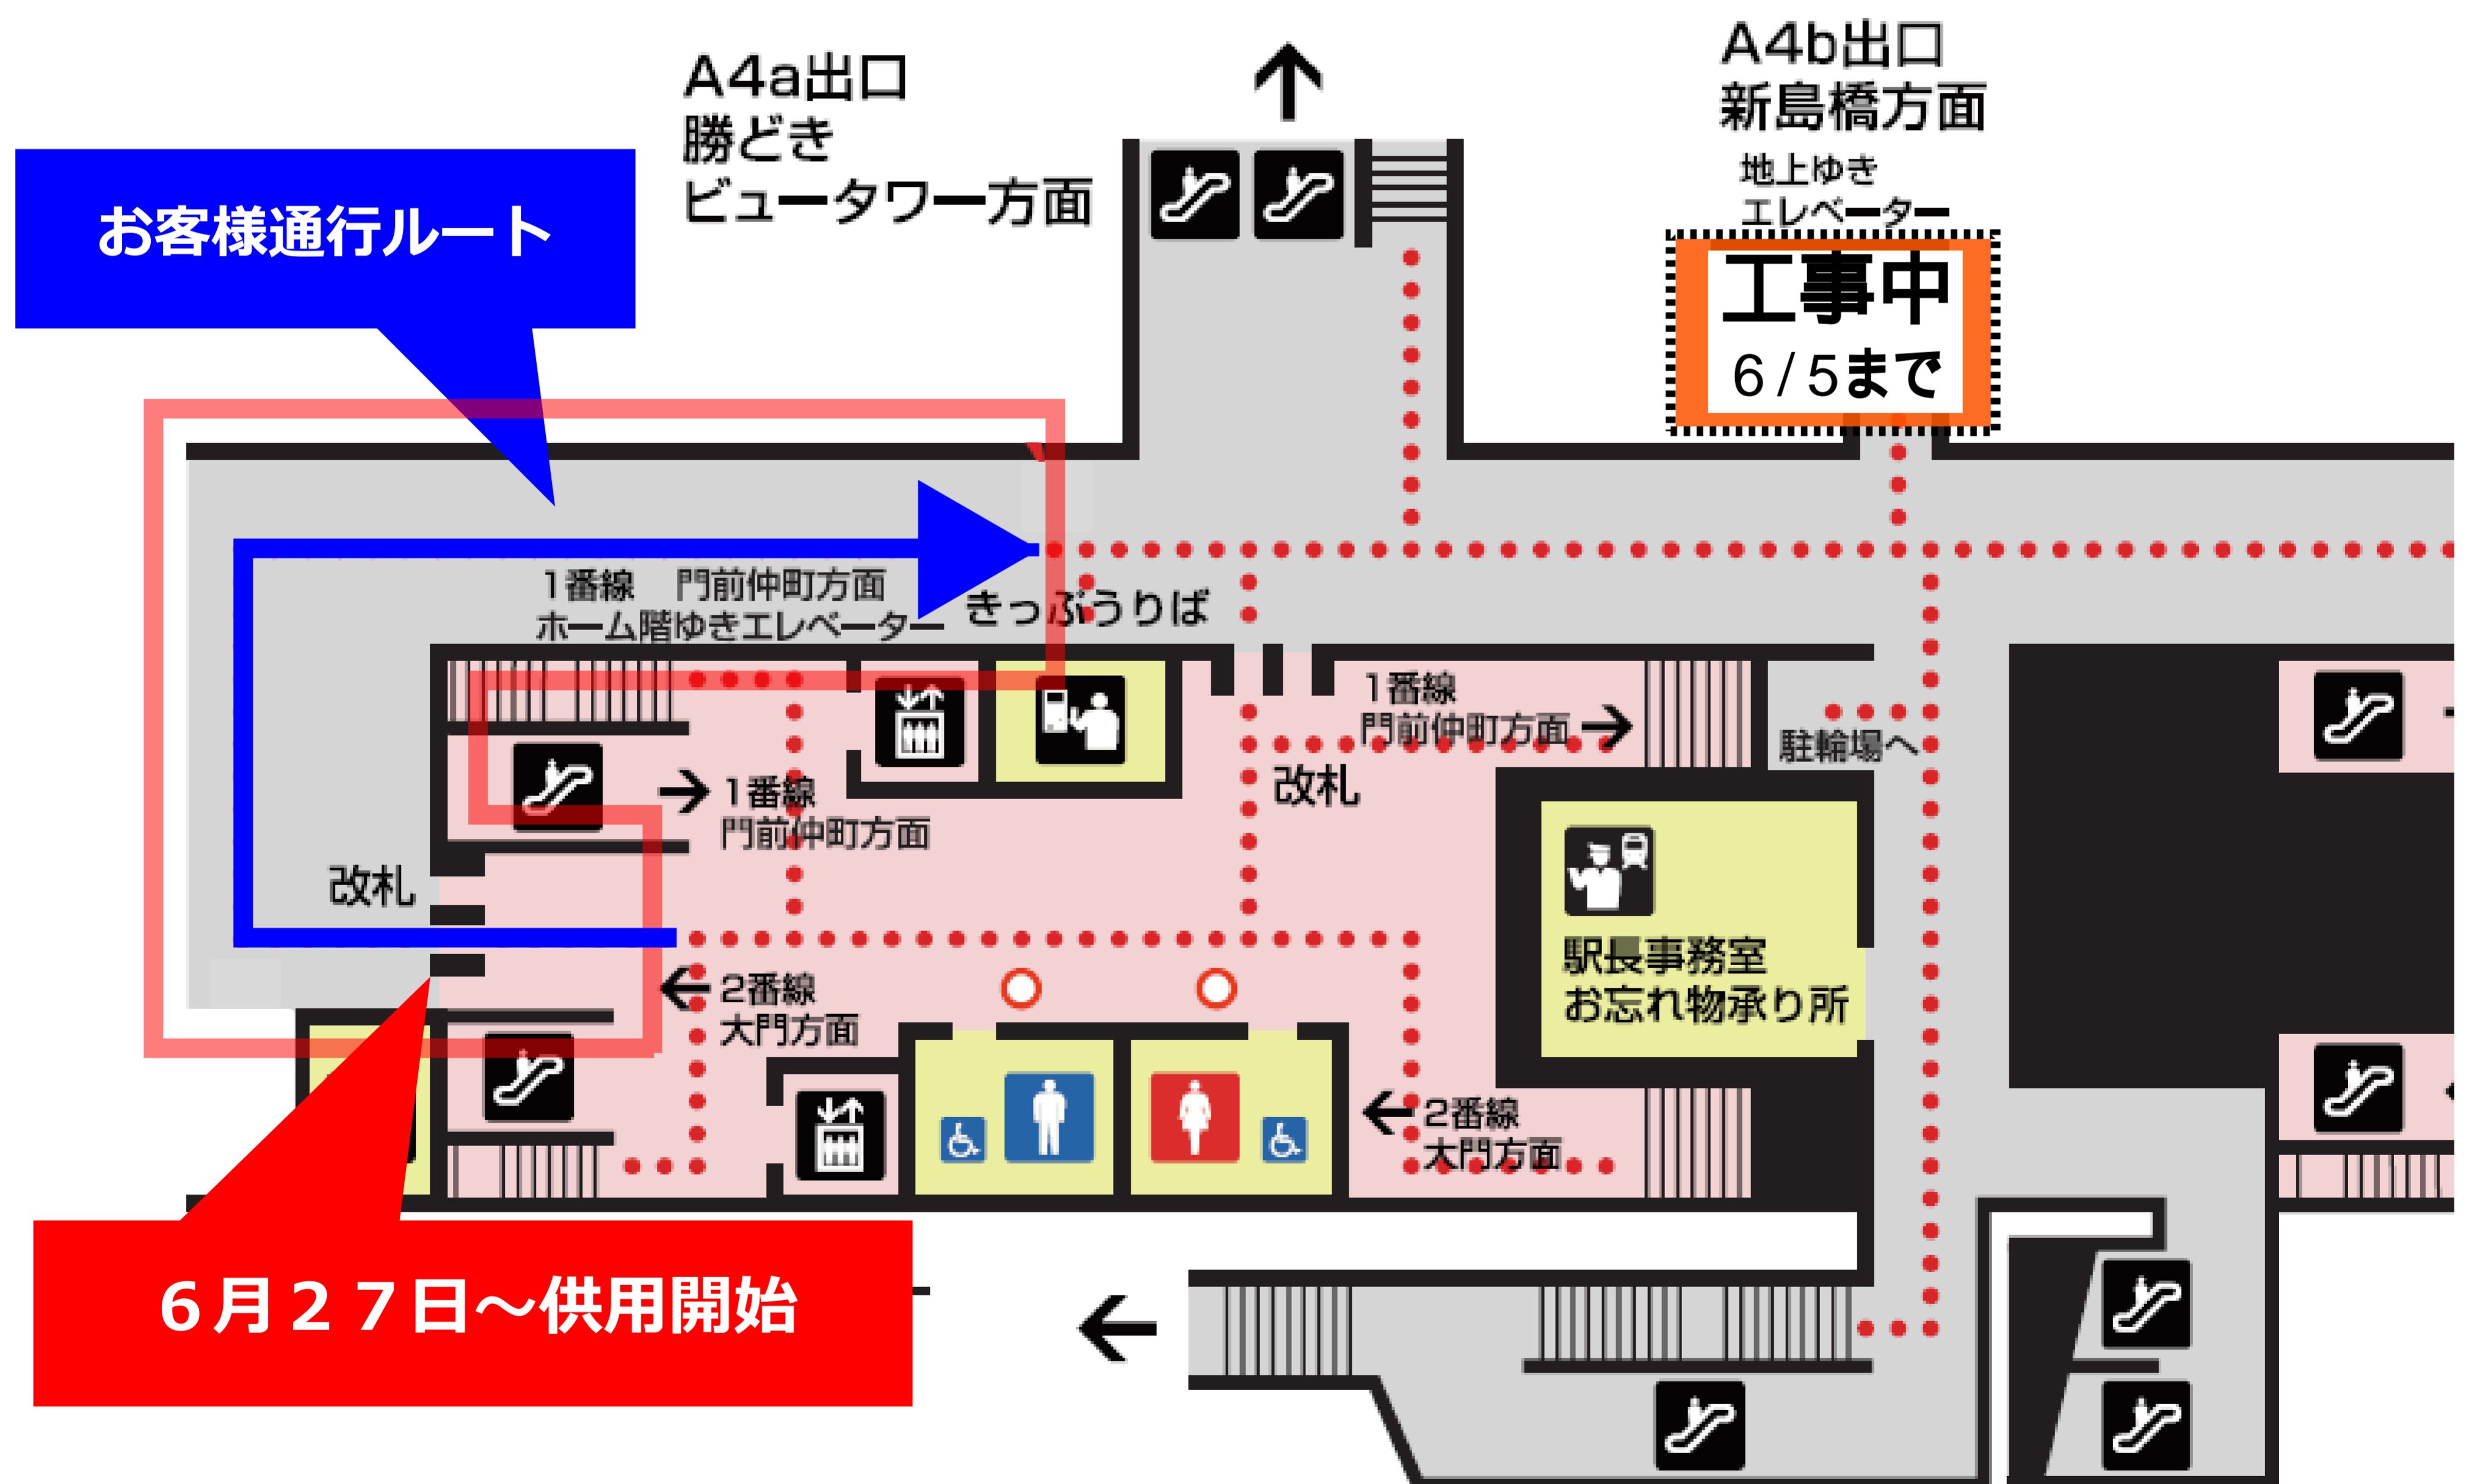 A4a出口
勝どき
ビュータワー方面
A4b出口
新島橋方面
地上ゆき
エレベーター
工事中
6/5まで
お客様通行ルート
1番線　門前仲町方面
ホーム階ゆきエレベーター
きっぷうりば
1番線
門前仲町方面
駐輪場へ
改札
1番線
門前仲町方面
改札
駅長事務室
お忘れ物承り所
2番線
大門方面
2番線
大門方面
６月２７日～供用開始